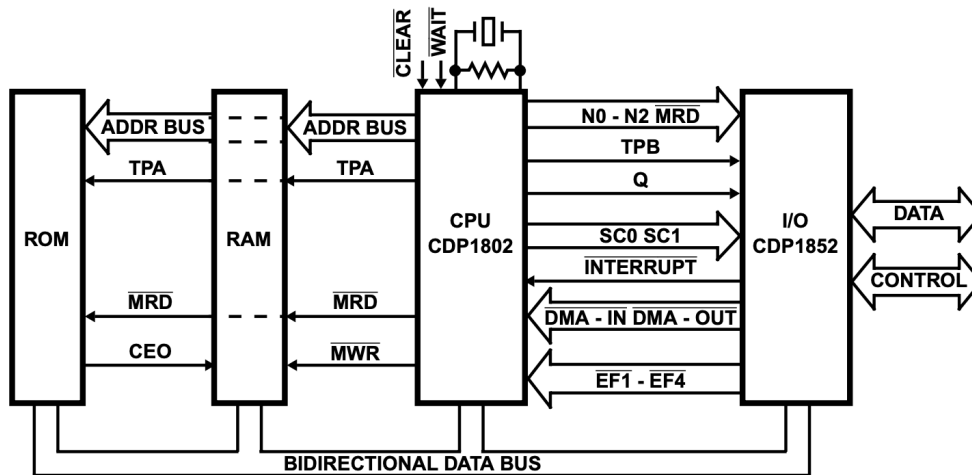 CLEAR
WAIT
ADDR BUS
ADDR BUS
N0 - N2 MRD
TPA
TPA
TPB
Q
ROM
RAM
CPU
CDP1802
I/O
CDP1852
DATA
SC0 SC1
INTERRUPT
CONTROL
MRD
MRD
DMA - IN DMA - OUT
CEO
MWR
EF1 - EF4
BIDIRECTIONAL DATA BUS